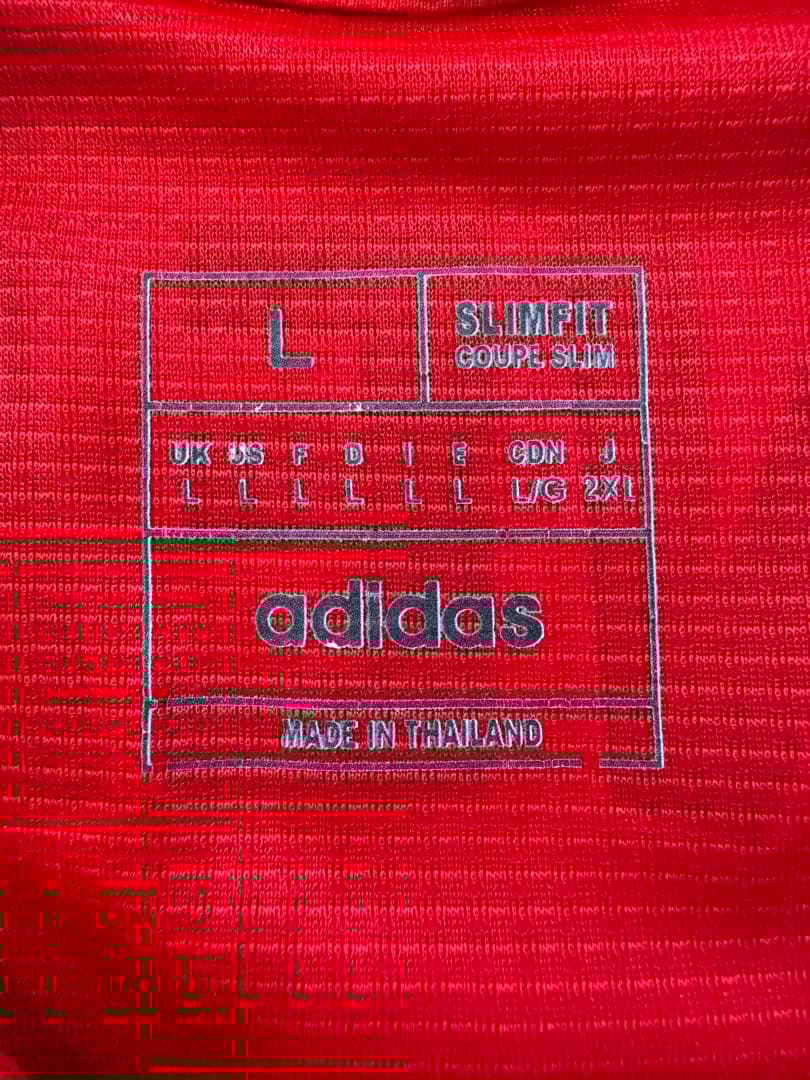 L
SLIMFIT
COUPE SLIM
UK US F D I E CDN J
L L L L L L L/G 2XL
adidas
MADE IN THAILAND